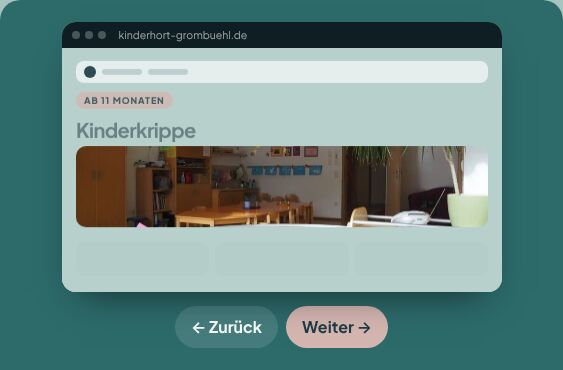 kinderhort-grombuehl.de
AB 11 MONATEN
Kinderkrippe
← Zurück
Weiter →